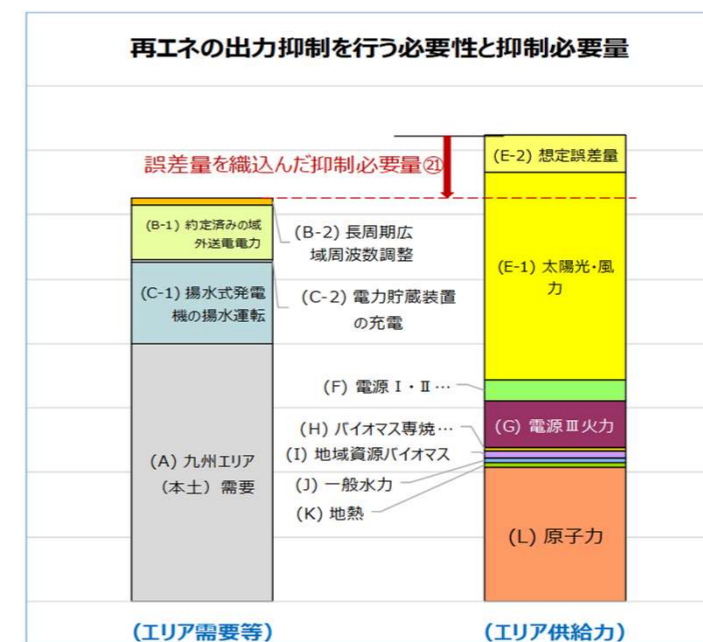 再エネの出力抑制を行う必要性と抑制必要量
誤差量を織込んだ抑制必要量㉑
(B-1) 約定済みの域
外送電電力
(C-1) 揚水式発電
機の揚水運転
(A) 九州エリア
(本土) 需要
(B-2) 長周期広
域周波数調整
(C-2) 電力貯蔵装置
の充電
(F) 電源Ⅰ・Ⅱ…
(H) バイオマス専焼…
(I) 地域資源バイオマス
(J) 一般水力
(K) 地熱
(E-2) 想定誤差量
(E-1) 太陽光・風
力
(G) 電源Ⅲ火力
(L) 原子力
(エリア需要等)
(エリア供給力)